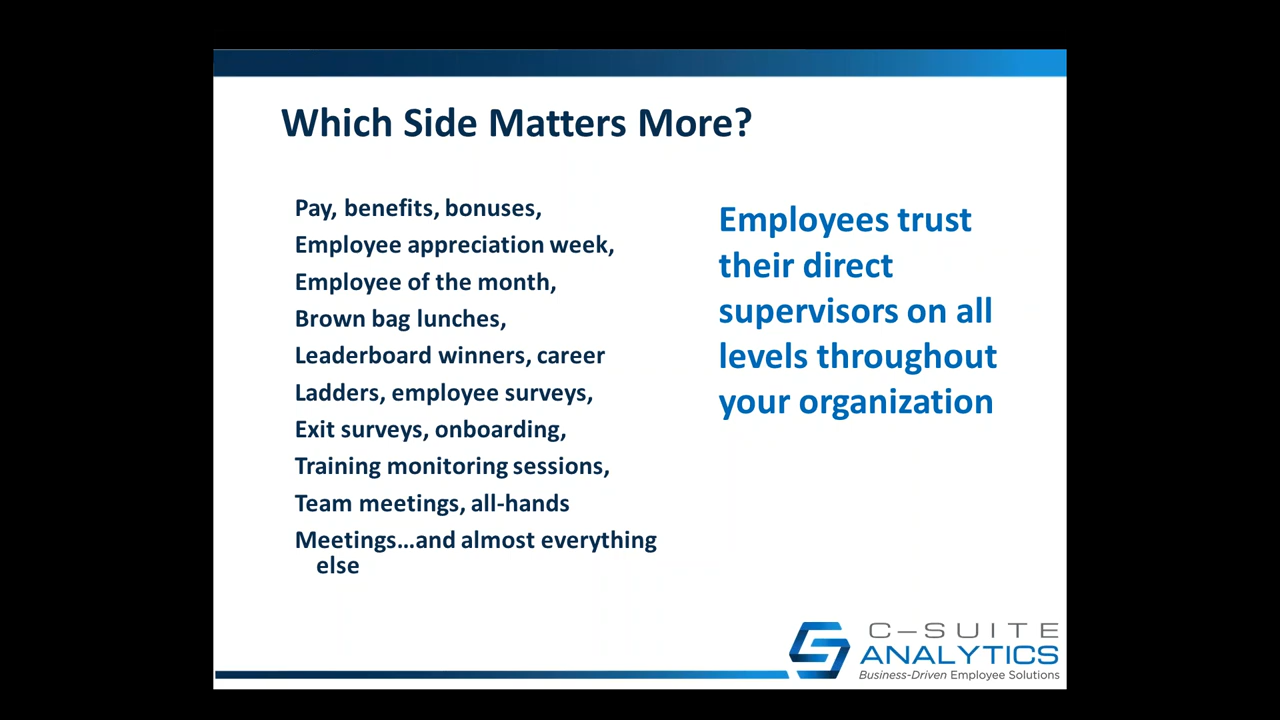 Which Side Matters More?
Pay, benefits, bonuses,
Employee appreciation week,
Employee of the month,
Brown bag lunches,
Leaderboard winners, career
Ladders, employee surveys,
Exit surveys, onboarding,
Training monitoring sessions,
Team meetings, all-hands
Meetings...and almost everything
else
Employees trust
their direct
supervisors on all
levels throughout
your organization
C–SUITE
ANALYTICS
Business-Driven Employee Solutions